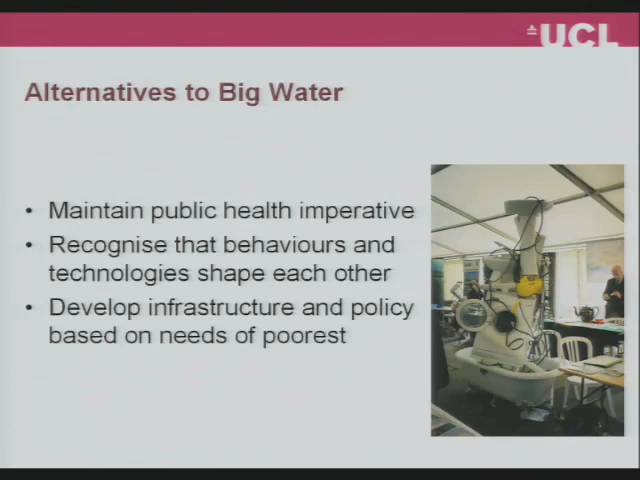 UCL
Alternatives to Big Water
• Maintain public health imperative
• Recognise that behaviours and
technologies shape each other
• Develop infrastructure and policy
based on needs of poorest